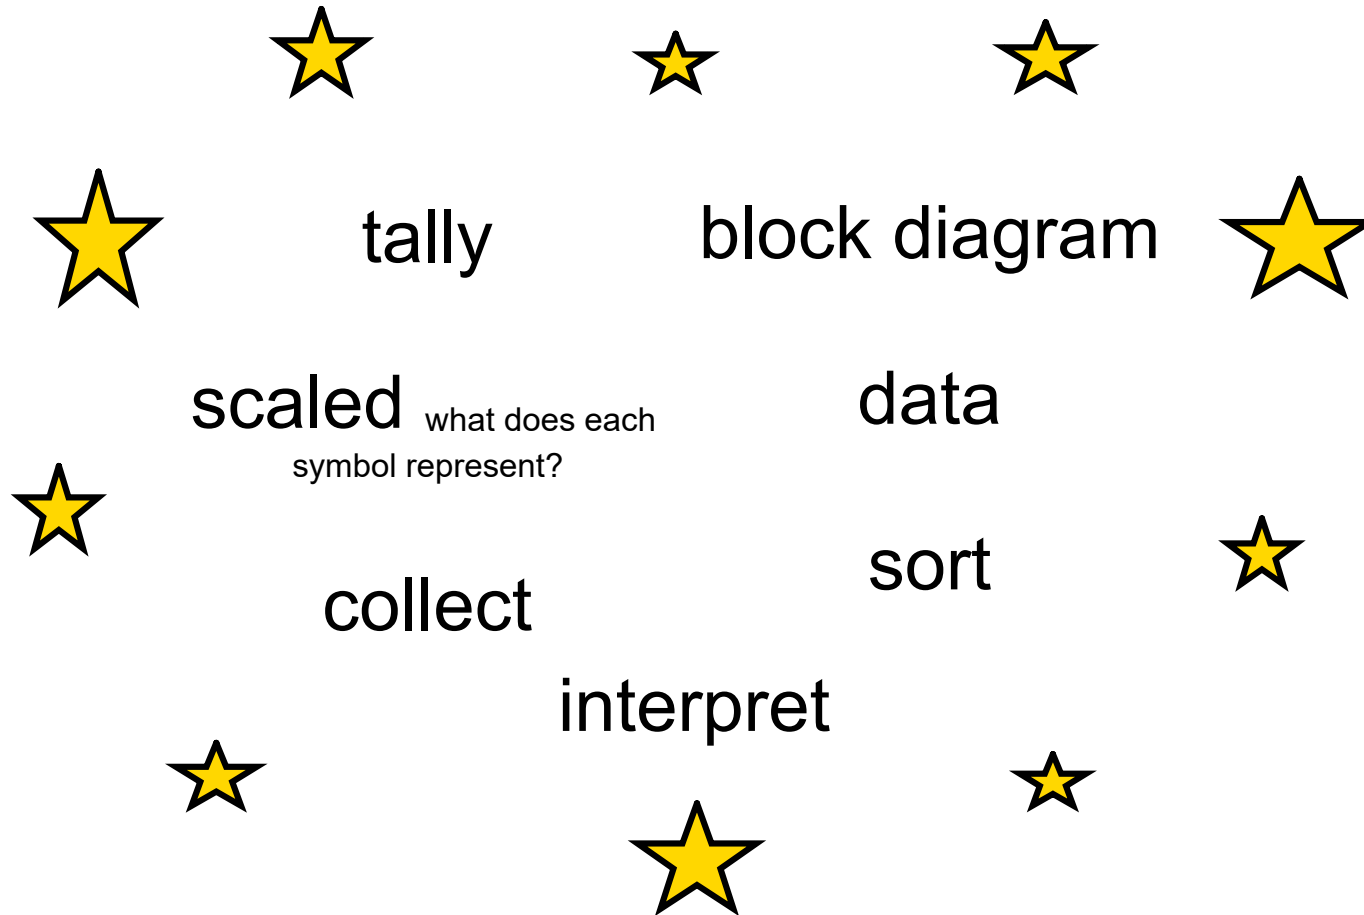 tally
block diagram
scaled what does each
symbol represent?
data
sort
collect
interpret